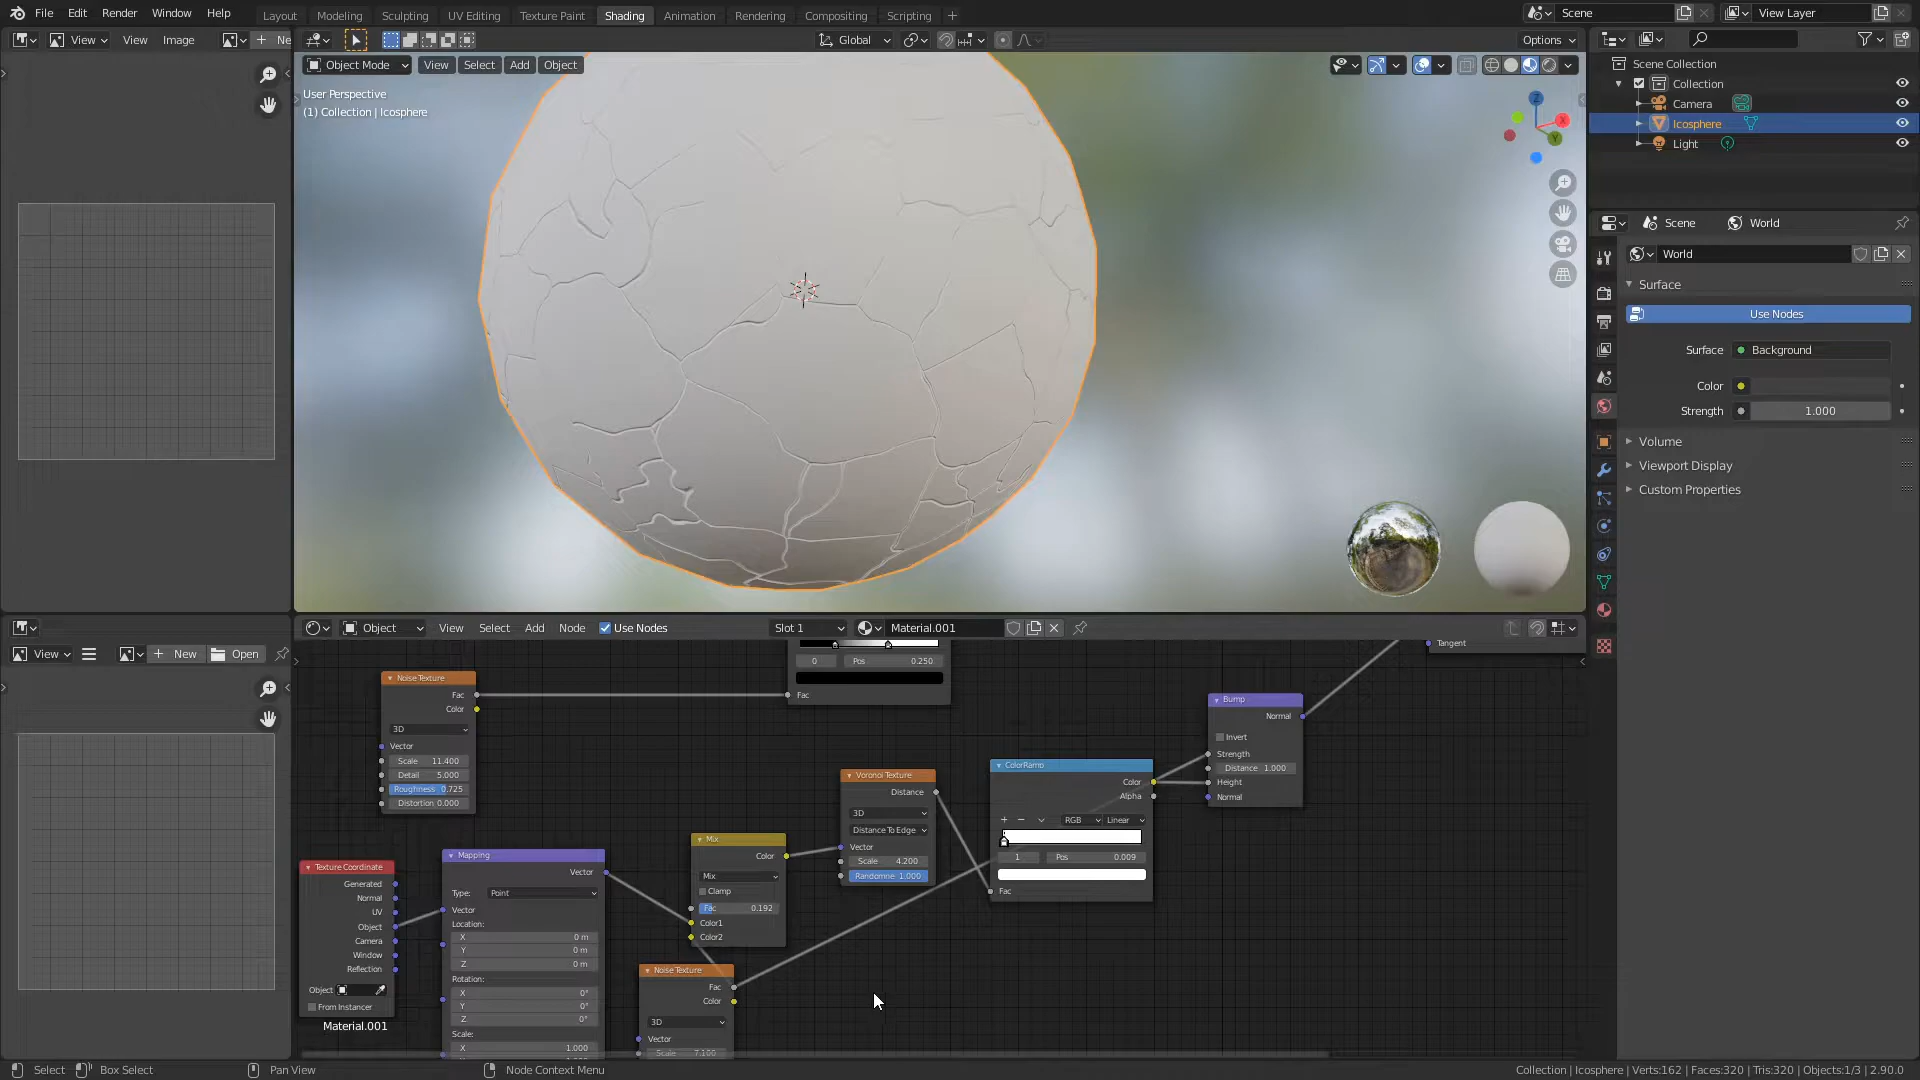 File Edit Render Window Help Layout Modeling Sculpting UV Editing Texture Paint Shading Animation Rendering Compositing Scripting + Scene View Layer
View View Image Ne Global Options
Object Mode View Select Add Object
User Perspective
(1) Collection | Icosphere
Scene Collection
Collection
Camera
Icosphere
Light
Scene World
World
Surface
Use Nodes
Surface Background
Color
Strength 1.000
Volume
Viewport Display
Custom Properties
Object View Select Add Node Use Nodes Slot 1 Material.001
View New Open
Tangent
0 Pos 0.250
Fac
Noise Texture
Fac
Color
3D
Vector
Scale 11.400
Detail 5.000
Roughness 0.725
Distortion 0.000
Bump
Normal
Invert
Strength
Distance 1.000
Height
Normal
Voronoi Texture
Distance
3D
Distance To Edge
Vector
Scale 4.200
Randomne 1.000
ColorRamp
Color
Alpha
RGB Linear
1 Pos 0.009
Fac
Mix
Color
Mix
Clamp
Fac 0.192
Color1
Color2
Texture Coordinate
Generated
Normal
UV
Object
Camera
Window
Reflection
Object
From Instancer
Material.001
Mapping
Vector
Type: Point
Vector
Location:
X 0 m
Y 0 m
Z 0 m
Rotation:
X 0°
Y 0°
Z 0°
Scale:
X 1.000
Noise Texture
Fac
Color
3D
Vector
Scale 7.100
Select Box Select Pan View Node Context Menu Collection | Icosphere | Verts:162 | Faces:320 | Tris:320 | Objects:1/3 | 2.90.0